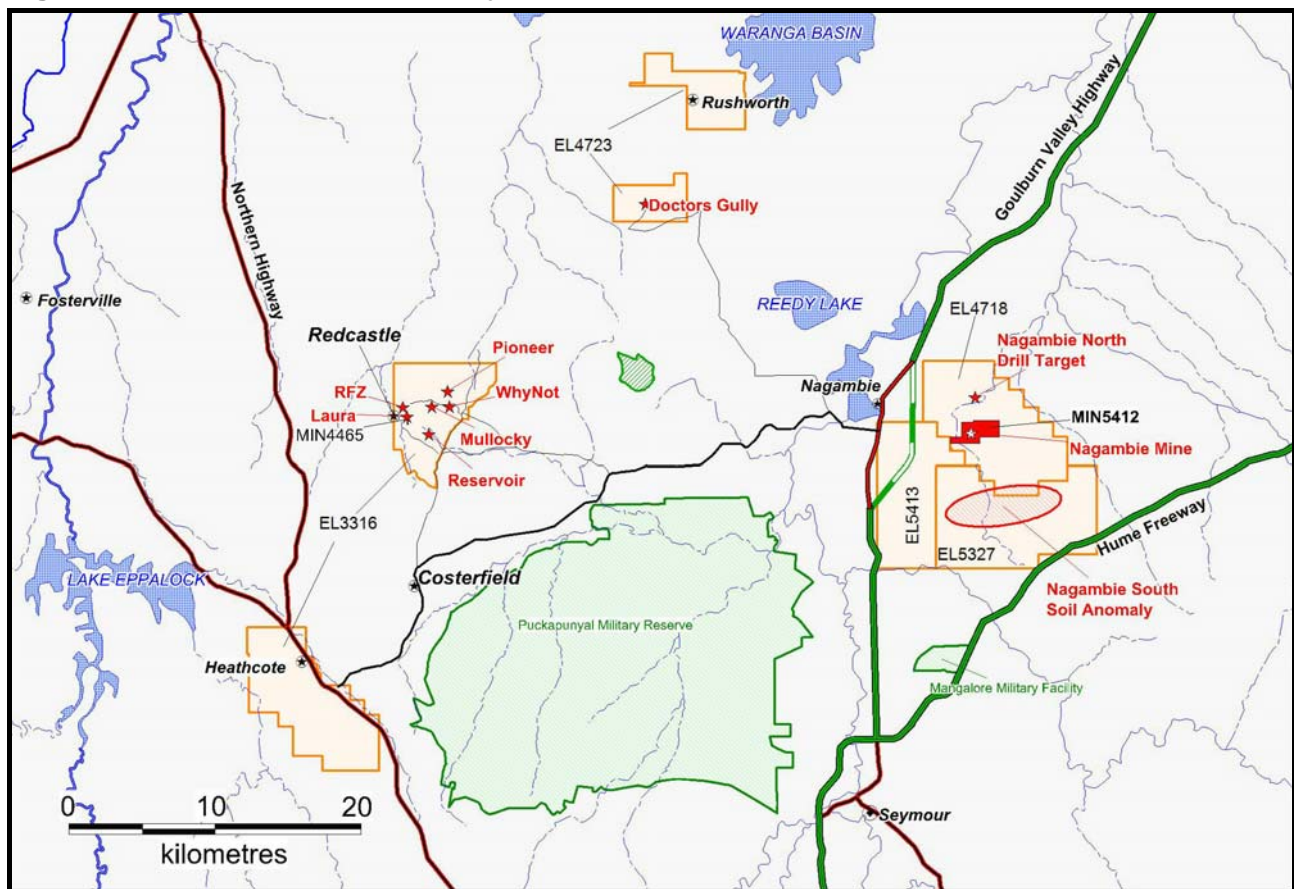 WARANGA BASIN
Rushworth
EL4723
Doctors Gully
Goulburn Valley Highway
Northern Highway
Fosterville
REEDY LAKE
EL4718
Redcastle
Pioneer
Nagambie North
Drill Target
RFZ
WhyNot
Nagambie
Laura
MIN4465
MIN5412
Mullocky
Nagambie Mine
Reservoir
EL3316
EL5413
Hume Freeway
EL5327
LAKE EPPALOCK
Costerfield
Nagambie South
Soil Anomaly
Puckapunyal Military Reserve
Heathcote
Mangalore Military Facility
0 10 20
kilometres
Seymour